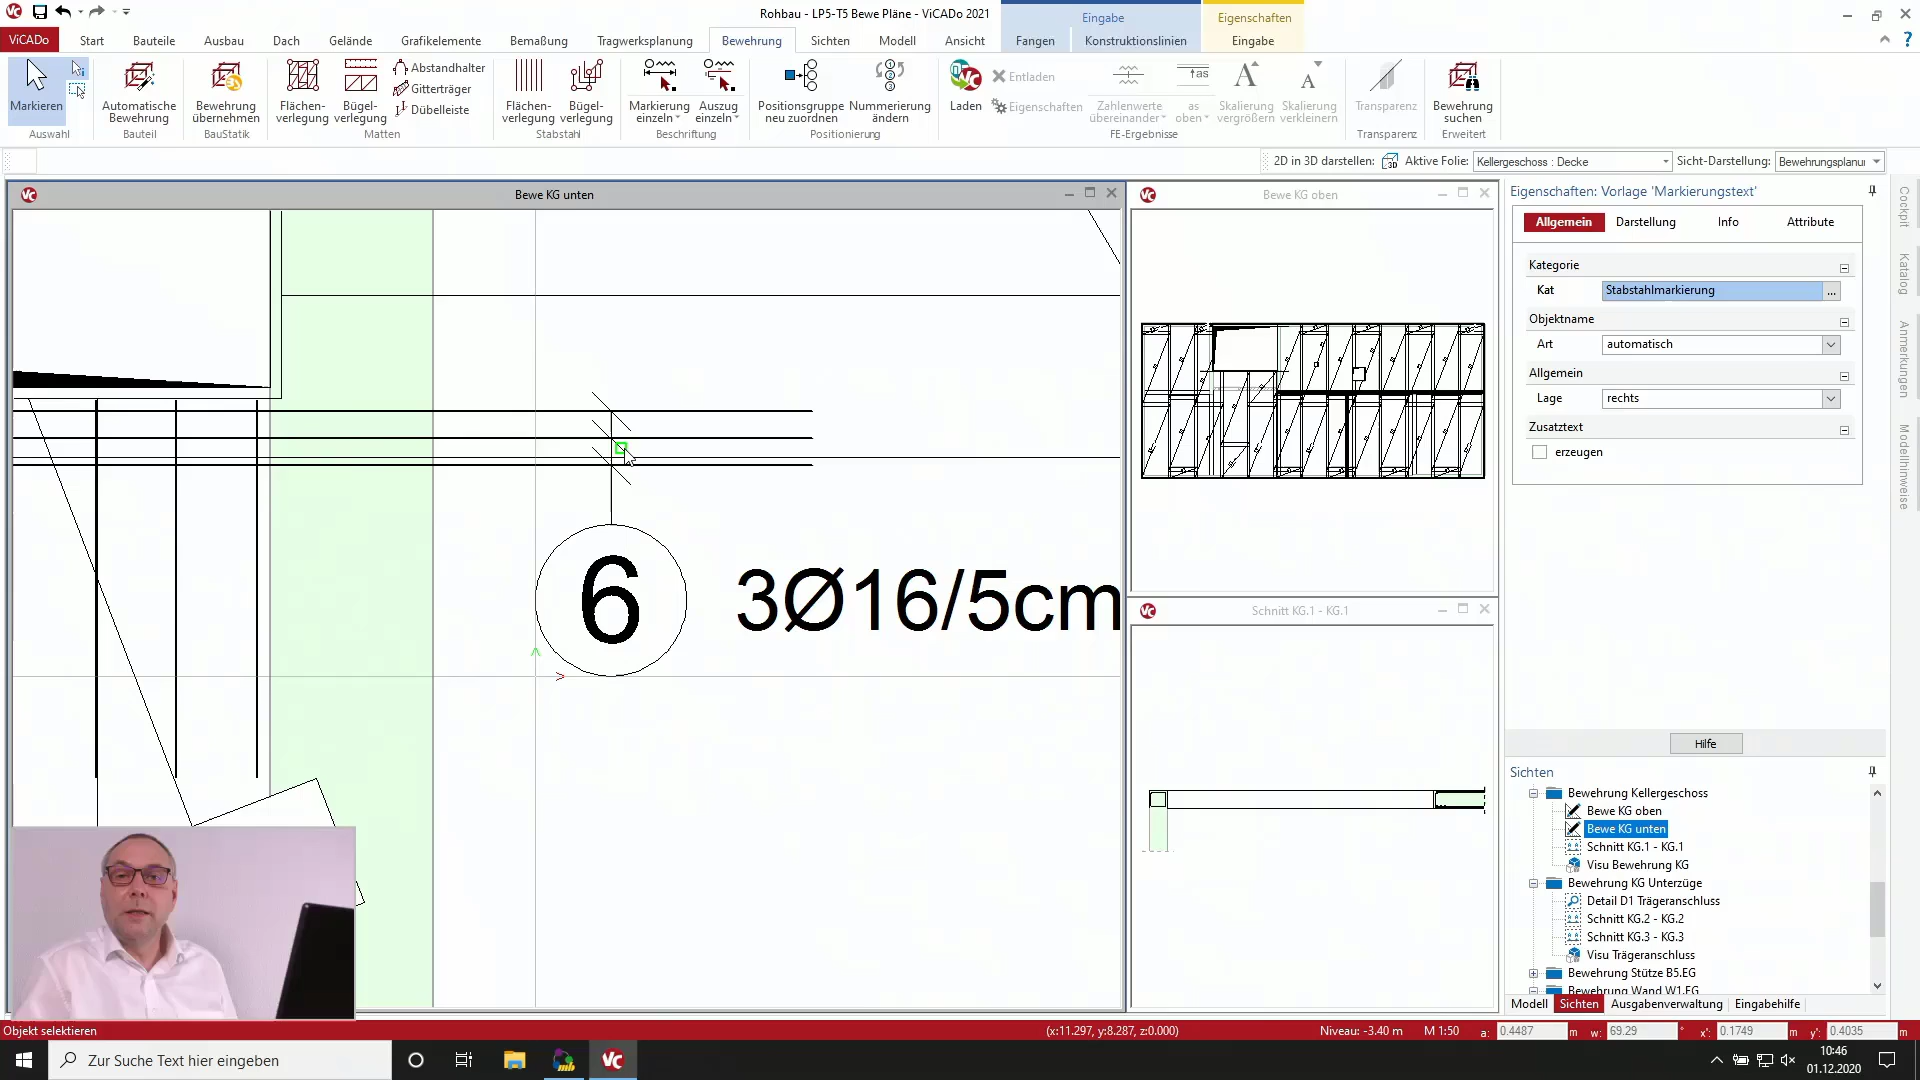 Rohbau - LP5-T5 Bewe Pläne - ViCADo 2021
Eingabe
Eigenschaften
ViCADo
Start
Bauteile
Ausbau
Dach
Gelände
Grafikelemente
Bemaßung
Tragwerksplanung
Bewehrung
Sichten
Modell
Ansicht
Fangen
Konstruktionslinien
Eingabe
Markieren
Auswahl
Automatische Bewehrung
Bauteil
Bewehrung übernehmen
BauStatik
Flächen-verlegung
Bügel-verlegung
Abstandhalter
Gitterträger
Dübelleiste
Matten
Flächen-verlegung
Bügel-verlegung
Stabstahl
Markierung einzeln
Auszug einzeln
Beschriftung
Positionsgruppe neu zuordnen
Nummerierung ändern
Positionierung
Laden
Entladen
Eigenschaften
Zahlenwerte übereinander
as oben
Skalierung vergrößern
Skalierung verkleinern
FE-Ergebnisse
Transparenz
Transparenz
Bewehrung suchen
Erweitert
2D in 3D darstellen:
Aktive Folie:
Kellergeschoss : Decke
Sicht-Darstellung:
Bewehrungsplanu
Bewe KG unten
6
3Ø16/5cm
Bewe KG oben
Schnitt KG.1 - KG.1
Eigenschaften: Vorlage 'Markierungstext'
Allgemein
Darstellung
Info
Attribute
Kategorie
Kat
Stabstahlmarkierung
...
Objektname
Art
automatisch
Allgemein
Lage
rechts
Zusatztext
erzeugen
Hilfe
Cockpit
Katalog
Anmerkungen
Modellhinweise
Sichten
Bewehrung Kellergeschoss
Bewe KG oben
Bewe KG unten
Schnitt KG.1 - KG.1
Visu Bewehrung KG
Bewehrung KG Unterzüge
Detail D1 Trägeranschluss
Schnitt KG.2 - KG.2
Schnitt KG.3 - KG.3
Visu Trägeranschluss
Bewehrung Stütze B5.EG
Bewehrung Wand W1.EG
Modell
Sichten
Ausgabenverwaltung
Eingabehilfe
Objekt selektieren
(x:11.297, y:8.287, z:0.000)
Niveau: -3.40 m
M 1:50
a: 0.4487 m
w: 69.29 °
x': 0.1749 m
y': 0.4035 m
Zur Suche Text hier eingeben
10:46
01.12.2020